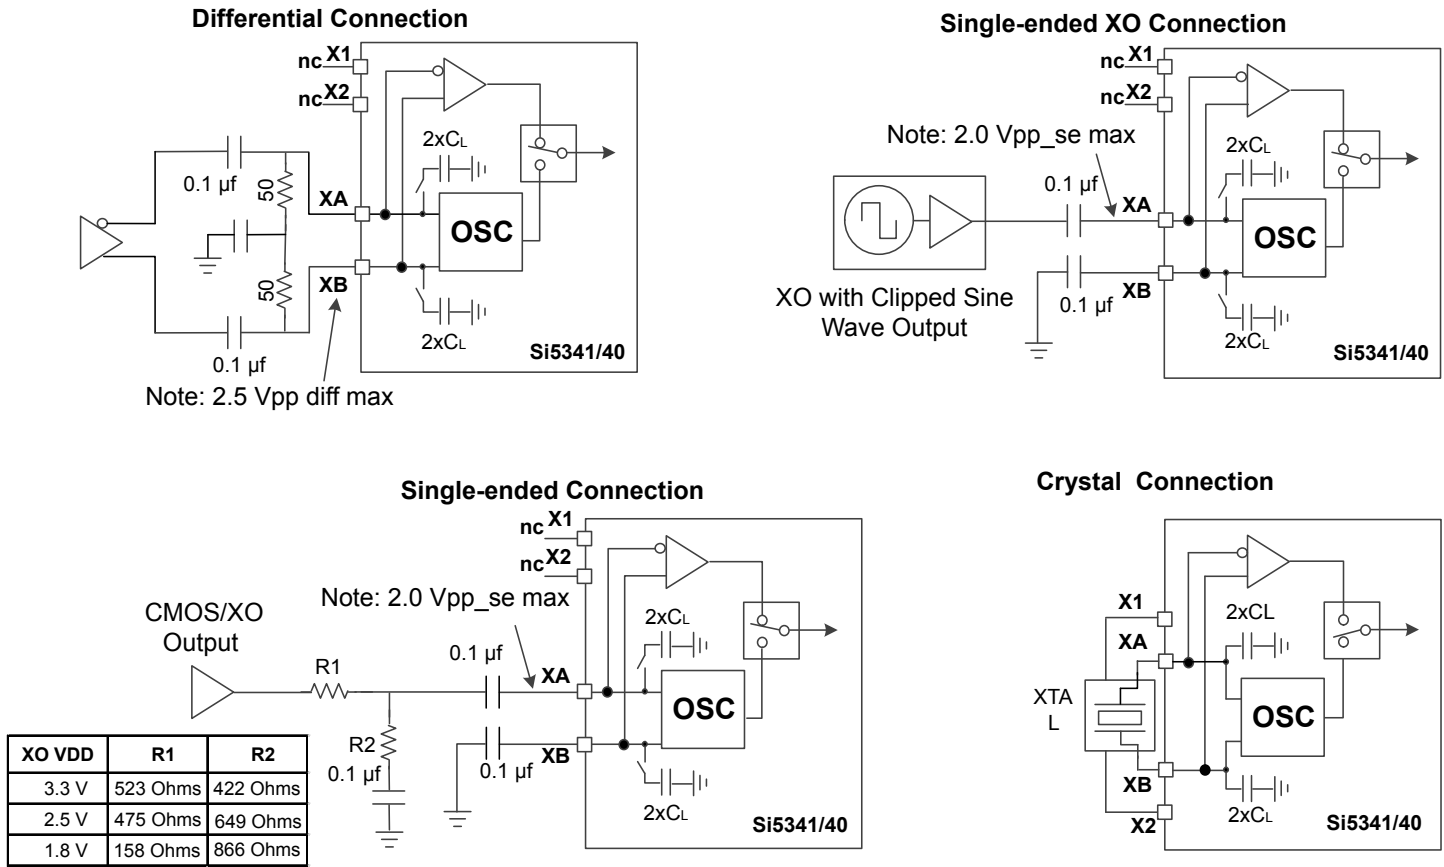 Differential Connection
nc X1
nc X2
2xCL
0.1 µf
50
XA
OSC
50
XB
2xCL
0.1 µf
Si5341/40
Note: 2.5 Vpp diff max
Single-ended XO Connection
nc X1
nc X2
Note: 2.0 Vpp_se max
2xCL
0.1 µf
XA
OSC
XB
0.1 µf
XO with Clipped Sine
Wave Output
2xCL
Si5341/40
Single-ended Connection
nc X1
nc X2
Note: 2.0 Vpp_se max
CMOS/XO
Output
2xCL
0.1 µf
R1
XA
OSC
R2
XB
0.1 µf
0.1 µf
2xCL
Si5341/40
XO VDD R1 R2
3.3 V 523 Ohms 422 Ohms
2.5 V 475 Ohms 649 Ohms
1.8 V 158 Ohms 866 Ohms
Crystal Connection
X1
2xCL
XA
XTA
L
OSC
XB
2xCL
X2
Si5341/40